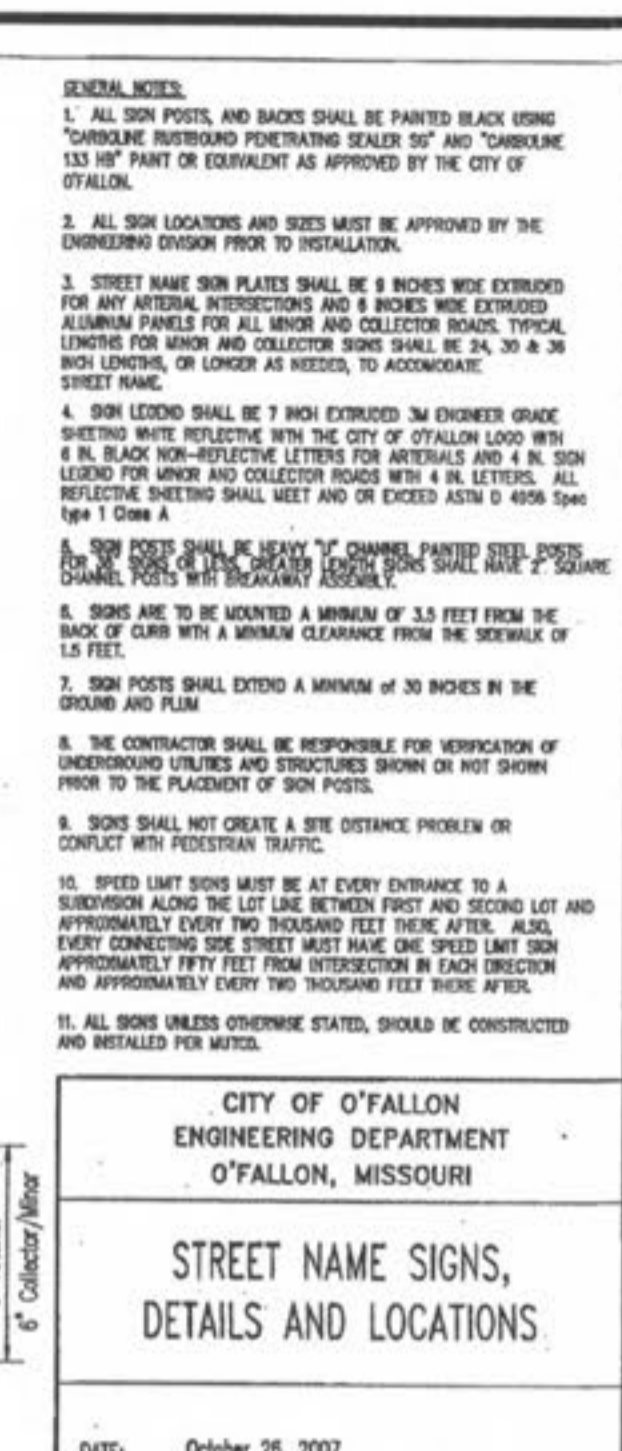 GENERAL NOTES:
1. ALL SIGN POSTS, AND BACKS SHALL BE PAINTED BLACK USING
"CARBOLINE RUSTBOUND PENETRATING SEALER SG" AND "CARBOLINE
133 HB" PAINT OR EQUIVALENT AS APPROVED BY THE CITY OF
O'FALLON.
2. ALL SIGN LOCATIONS AND SIZES MUST BE APPROVED BY THE
ENGINEERING DIVISION PRIOR TO INSTALLATION.
3. STREET NAME SIGN PLATES SHALL BE 9 INCHES WIDE EXTRUDED
FOR ANY ARTERIAL INTERSECTIONS AND 6 INCHES WIDE EXTRUDED
ALUMINUM PANELS FOR ALL MINOR AND COLLECTOR ROADS. TYPICAL
LENGTHS FOR MINOR AND COLLECTOR SIGNS SHALL BE 24, 30 & 36
INCH LENGTHS, OR LONGER AS NEEDED, TO ACCOMODATE
STREET NAME.
4. SIGN LEGEND SHALL BE 7 INCH EXTRUDED 3M ENGINEER GRADE
SHEETING WHITE REFLECTIVE WITH THE CITY OF O'FALLON LOGO WITH
6 IN. BLACK NON-REFLECTIVE LETTERS FOR ARTERIALS AND 4 IN. SIGN
LEGEND FOR MINOR AND COLLECTOR ROADS WITH 4 IN. LETTERS. ALL
REFLECTIVE SHEETING SHALL MEET AND OR EXCEED ASTM D 4956 Spec
type 1 Class A
5. SIGN POSTS SHALL BE HEAVY "U" CHANNEL PAINTED STEEL POSTS
FOR 36" SIGNS OR LESS, GREATER LENGTH SIGNS SHALL HAVE 2" SQUARE
CHANNEL POSTS WITH BREAKAWAY ASSEMBLY.
6. SIGNS ARE TO BE MOUNTED A MINIMUM OF 3.5 FEET FROM THE
BACK OF CURB WITH A MINIMUM CLEARANCE FROM THE SIDEWALK OF
1.5 FEET.
7. SIGN POSTS SHALL EXTEND A MINIMUM of 30 INCHES IN THE
GROUND AND PLUM
8. THE CONTRACTOR SHALL BE RESPONSIBLE FOR VERIFICATION OF
UNDERGROUND UTILITIES AND STRUCTURES SHOWN OR NOT SHOWN
PRIOR TO THE PLACEMENT OF SIGN POSTS.
9. SIGNS SHALL NOT CREATE A SITE DISTANCE PROBLEM OR
CONFLICT WITH PEDESTRIAN TRAFFIC.
10. SPEED LIMIT SIGNS MUST BE AT EVERY ENTRANCE TO A
SUBDIVISION ALONG THE LOT LINE BETWEEN FIRST AND SECOND LOT AND
APPROXIMATELY EVERY TWO THOUSAND FEET THERE AFTER. ALSO,
EVERY CONNECTING SIDE STREET MUST HAVE ONE SPEED LIMIT SIGN
APPROXIMATELY FIFTY FEET FROM INTERSECTION IN EACH DIRECTION
AND APPROXIMATELY EVERY TWO THOUSAND FEET THERE AFTER.
11. ALL SIGNS UNLESS OTHERWISE STATED, SHOULD BE CONSTRUCTED
AND INSTALLED PER MUTCD.
6" Collector/Minor
CITY OF O'FALLON
ENGINEERING DEPARTMENT
O'FALLON, MISSOURI
STREET NAME SIGNS,
DETAILS AND LOCATIONS
DATE: October 26, 2007